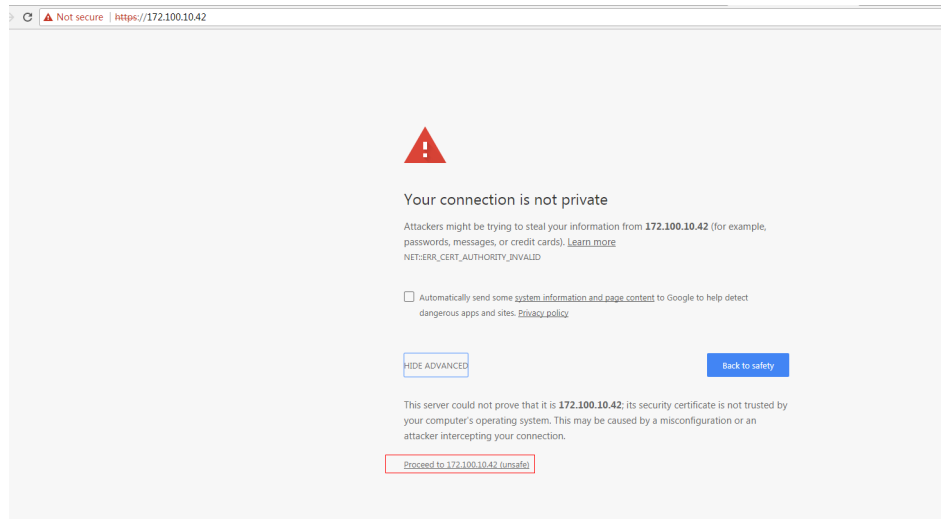 Not secure | https://172.100.10.42
Your connection is not private
Attackers might be trying to steal your information from 172.100.10.42 (for example,
passwords, messages, or credit cards). Learn more
NET::ERR_CERT_AUTHORITY_INVALID
Automatically send some system information and page content to Google to help detect
dangerous apps and sites. Privacy policy
HIDE ADVANCED
Back to safety
This server could not prove that it is 172.100.10.42; its security certificate is not trusted by
your computer's operating system. This may be caused by a misconfiguration or an
attacker intercepting your connection.
Proceed to 172.100.10.42 (unsafe)